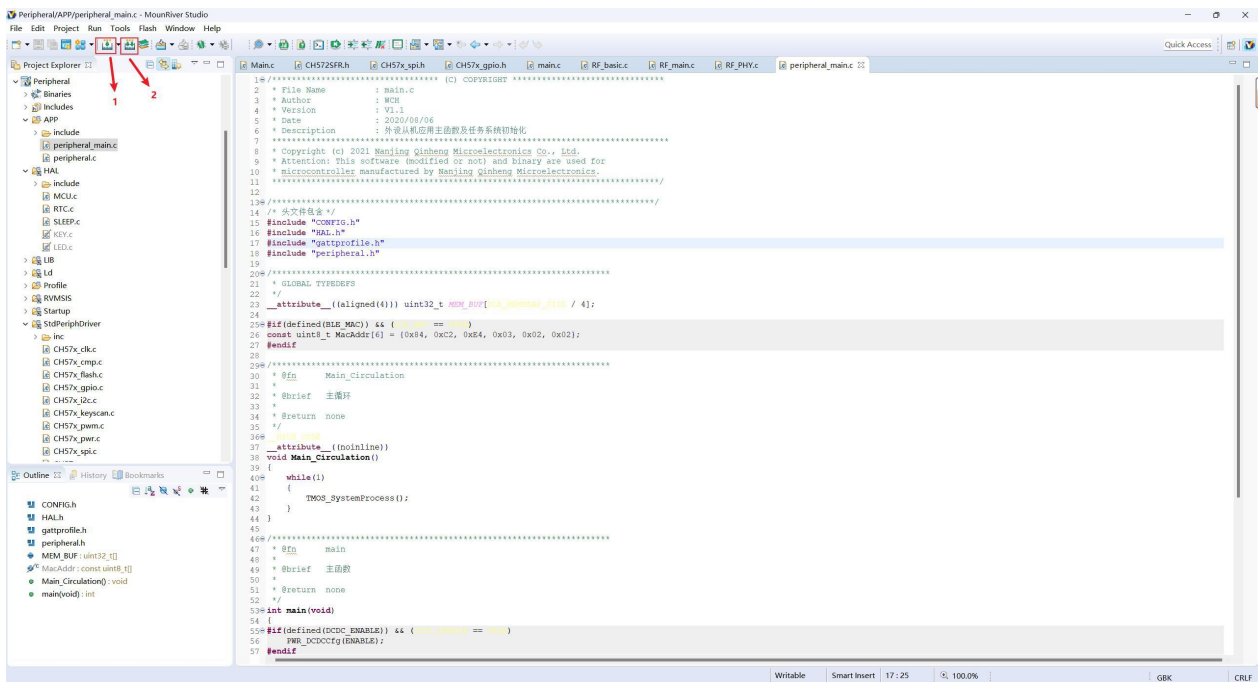 Peripheral/APP/peripheral_main.c - MounRiver Studio
File Edit Project Run Tools Flash Window Help
Quick Access
1
2
Project Explorer
Peripheral
Binaries
Includes
APP
include
peripheral_main.c
peripheral.c
HAL
include
MCU.c
RTC.c
SLEEP.c
KEY.c
LED.c
LIB
Ld
Profile
RVMSIS
Startup
StdPeriphDriver
inc
CH57x_clk.c
CH57x_cmp.c
CH57x_flash.c
CH57x_gpio.c
CH57x_i2c.c
CH57x_keyscan.c
CH57x_pwm.c
CH57x_pwr.c
CH57x_spi.c
Outline History Bookmarks
CONFIG.h
HAL.h
gattprofile.h
peripheral.h
MEM_BUF : uint32_t[]
MacAddr : const uint8_t[]
Main_Circulation() : void
main(void) : int
Main.c CH572SFR.h CH57x_spi.h CH57x_gpio.h main.c RF_basic.c RF_main.c RF_PHY.c peripheral_main.c
1 /********************************** (C) COPYRIGHT *******************************
2 * File Name : main.c
3 * Author : WCH
4 * Version : V1.1
5 * Date : 2020/08/06
6 * Description : 外设从机应用主函数及任务系统初始化
7 *********************************************************************************
8 * Copyright (c) 2021 Nanjing Qinheng Microelectronics Co., Ltd.
9 * Attention: This software (modified or not) and binary are used for
10 * microcontroller manufactured by Nanjing Qinheng Microelectronics.
11 *******************************************************************************/
12
13 /******************************************************************************/
14 /* 头文件包含 */
15 #include "CONFIG.h"
16 #include "HAL.h"
17 #include "gattprofile.h"
18 #include "peripheral.h"
19
20 /*********************************************************************
21 * GLOBAL TYPEDEFS
22 */
23 __attribute__((aligned(4))) uint32_t MEM_BUF[ / 4];
24
25 #if(defined(BLE_MAC)) && ( == )
26 const uint8_t MacAddr[6] = {0x84, 0xC2, 0xE4, 0x03, 0x02, 0x02};
27 #endif
28
29 /*********************************************************************
30 * @fn Main_Circulation
31 *
32 * @brief 主循环
33 *
34 * @return none
35 */
36
37 __attribute__((noinline))
38 void Main_Circulation()
39 {
40 while(1)
41 {
42 TMOS_SystemProcess();
43 }
44 }
45
46 /*********************************************************************
47 * @fn main
48 *
49 * @brief 主函数
50 *
51 * @return none
52 */
53 int main(void)
54 {
55 #if(defined(DCDC_ENABLE)) && ( == )
56 PWR_DCDCCfg(ENABLE);
57 #endif
Writable Smart Insert 17 : 25 100.0% GBK CRLF